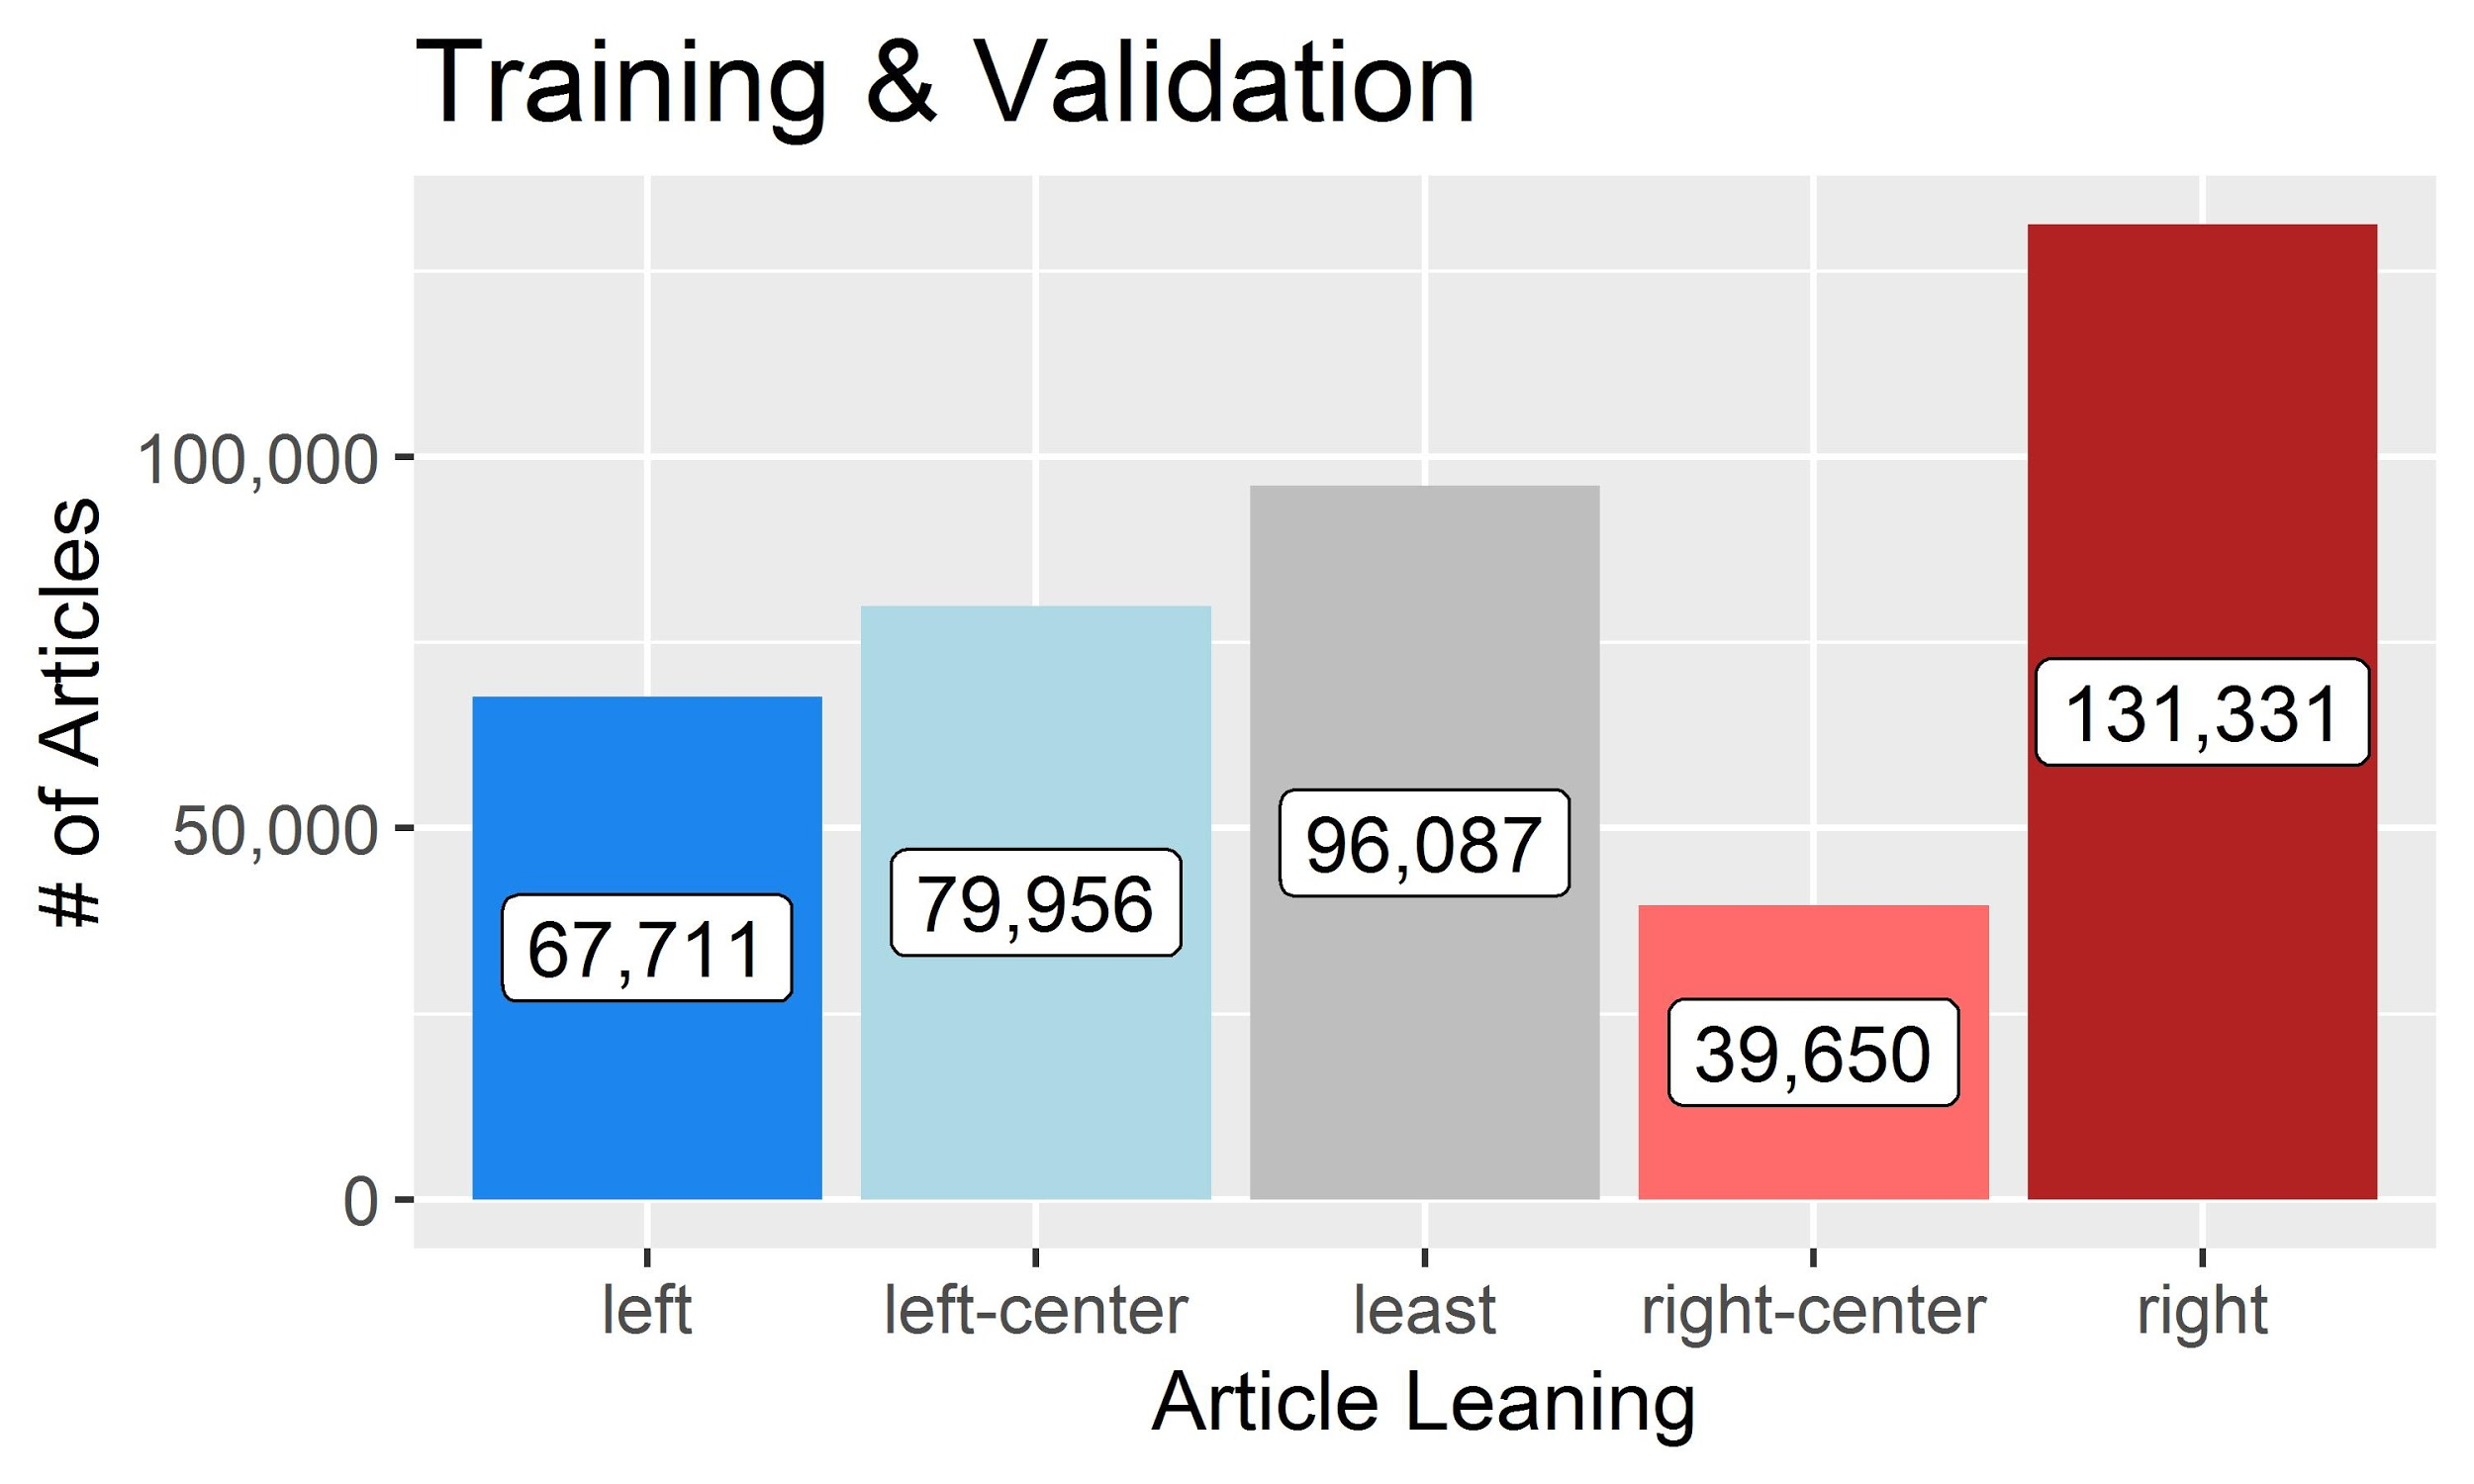 Training & Validation
# of Articles
100,000
50,000
0
67,711
79,956
96,087
39,650
131,331
left
left-center
least
right-center
right
Article Leaning